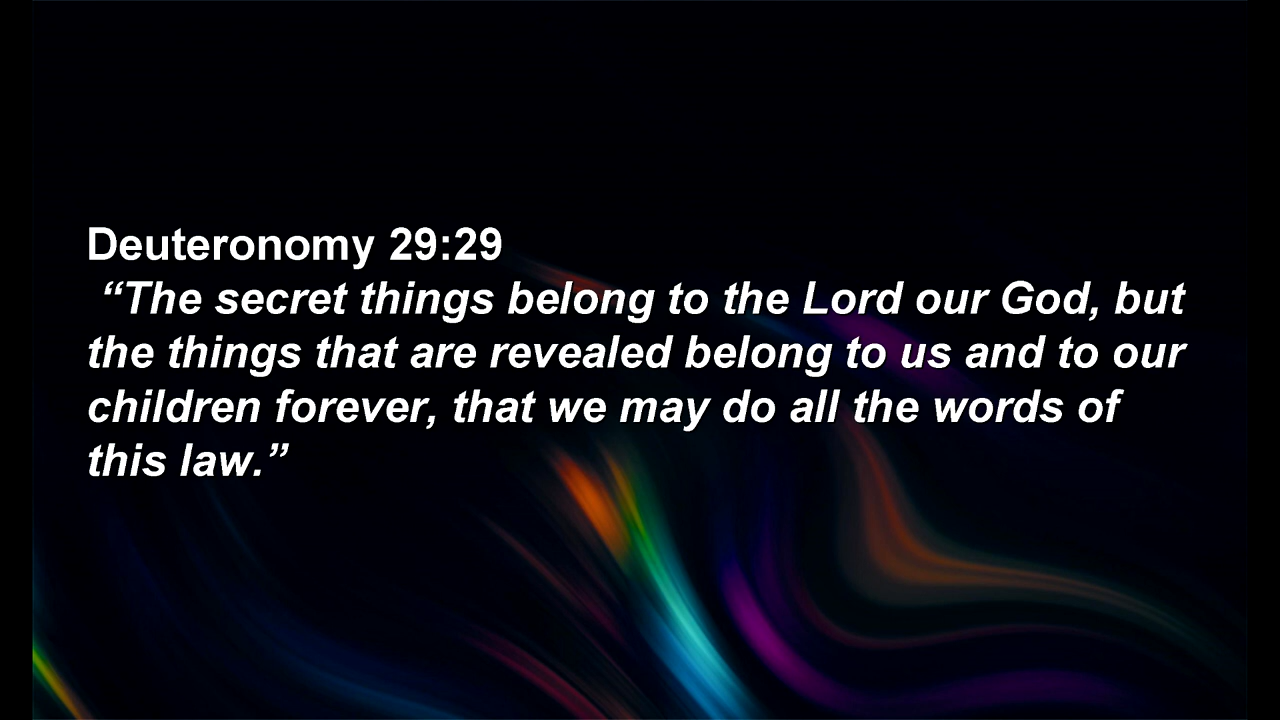 Deuteronomy 29:29
“The secret things belong to the Lord our God, but
the things that are revealed belong to us and to our
children forever, that we may do all the words of
this law.”